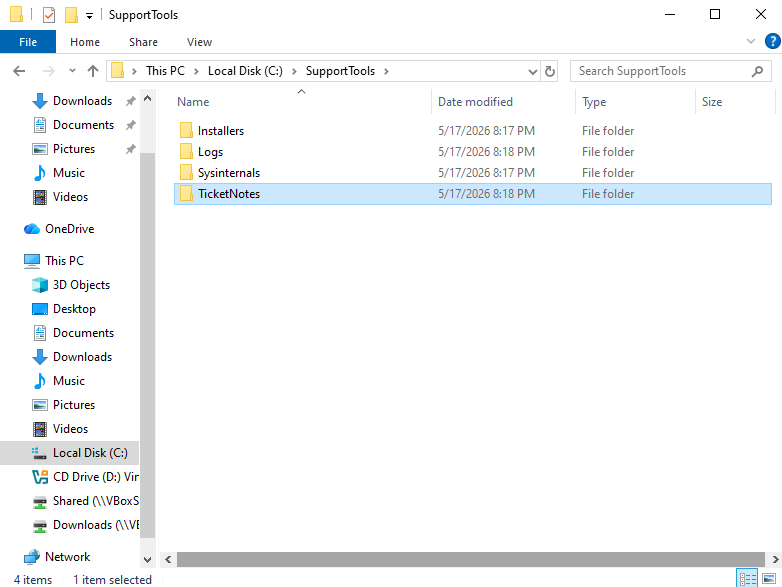 SupportTools
File Home Share View
This PC Local Disk (C:) SupportTools
Search SupportTools
Downloads
Documents
Pictures
Music
Videos
OneDrive
This PC
3D Objects
Desktop
Documents
Downloads
Music
Pictures
Videos
Local Disk (C:)
CD Drive (D:) Vir
Shared (\\VBoxS
Downloads (\\VE
Network
Name Date modified Type Size
Installers 5/17/2026 8:17 PM File folder
Logs 5/17/2026 8:18 PM File folder
Sysinternals 5/17/2026 8:17 PM File folder
TicketNotes 5/17/2026 8:18 PM File folder
4 items 1 item selected